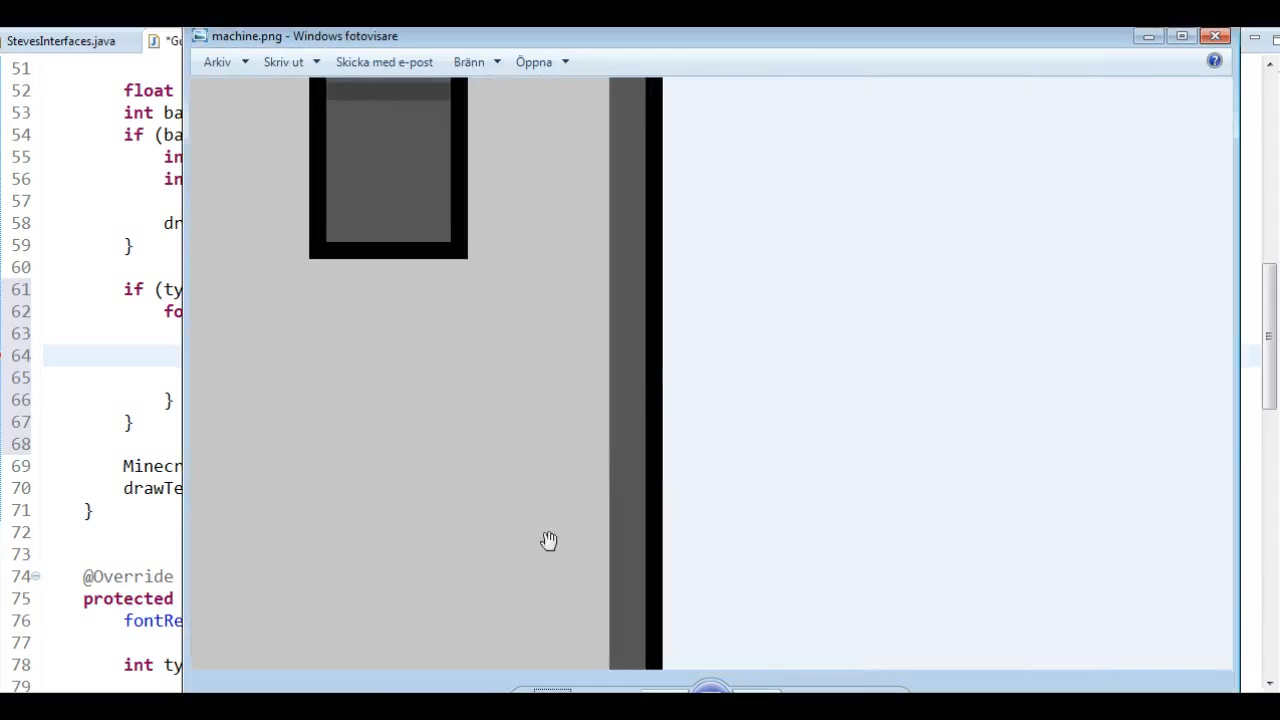 machine.png - Windows fotovisare
StevesInterfaces.java
*Gu
Arkiv Skriv ut Skicka med e-post Bränn Öppna
51
52 float
53 int ba
54 if (ba
55 in
56 in
57
58 dr
59 }
60
61 if (ty
62 fo
63
64
65
66 }
67 }
68
69 Minecr
70 drawTe
71 }
72
73
74 @Override
75 protected
76 fontRe
77
78 int ty
79